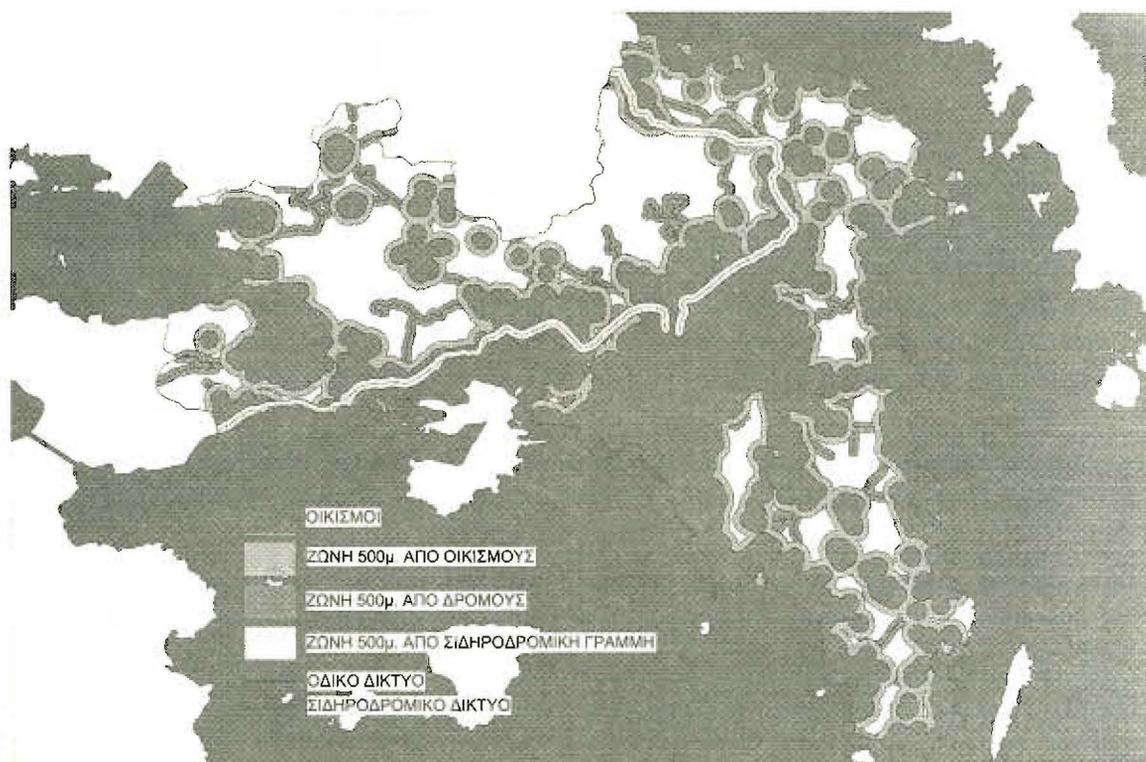 ΟΙΚΙΣΜΟΙ
ΖΩΝΗ 500μ. ΑΠΟ ΟΙΚΙΣΜΟΥΣ
ΖΩΝΗ 500μ. ΑΠΟ ΔΡΟΜΟΥΣ
ΖΩΝΗ 500μ. ΑΠΟ ΣΙΔΗΡΟΔΡΟΜΙΚΗ ΓΡΑΜΜΗ
ΟΔΙΚΟ ΔΙΚΤΥΟ
ΣΙΔΗΡΟΔΡΟΜΙΚΟ ΔΙΚΤΥΟ